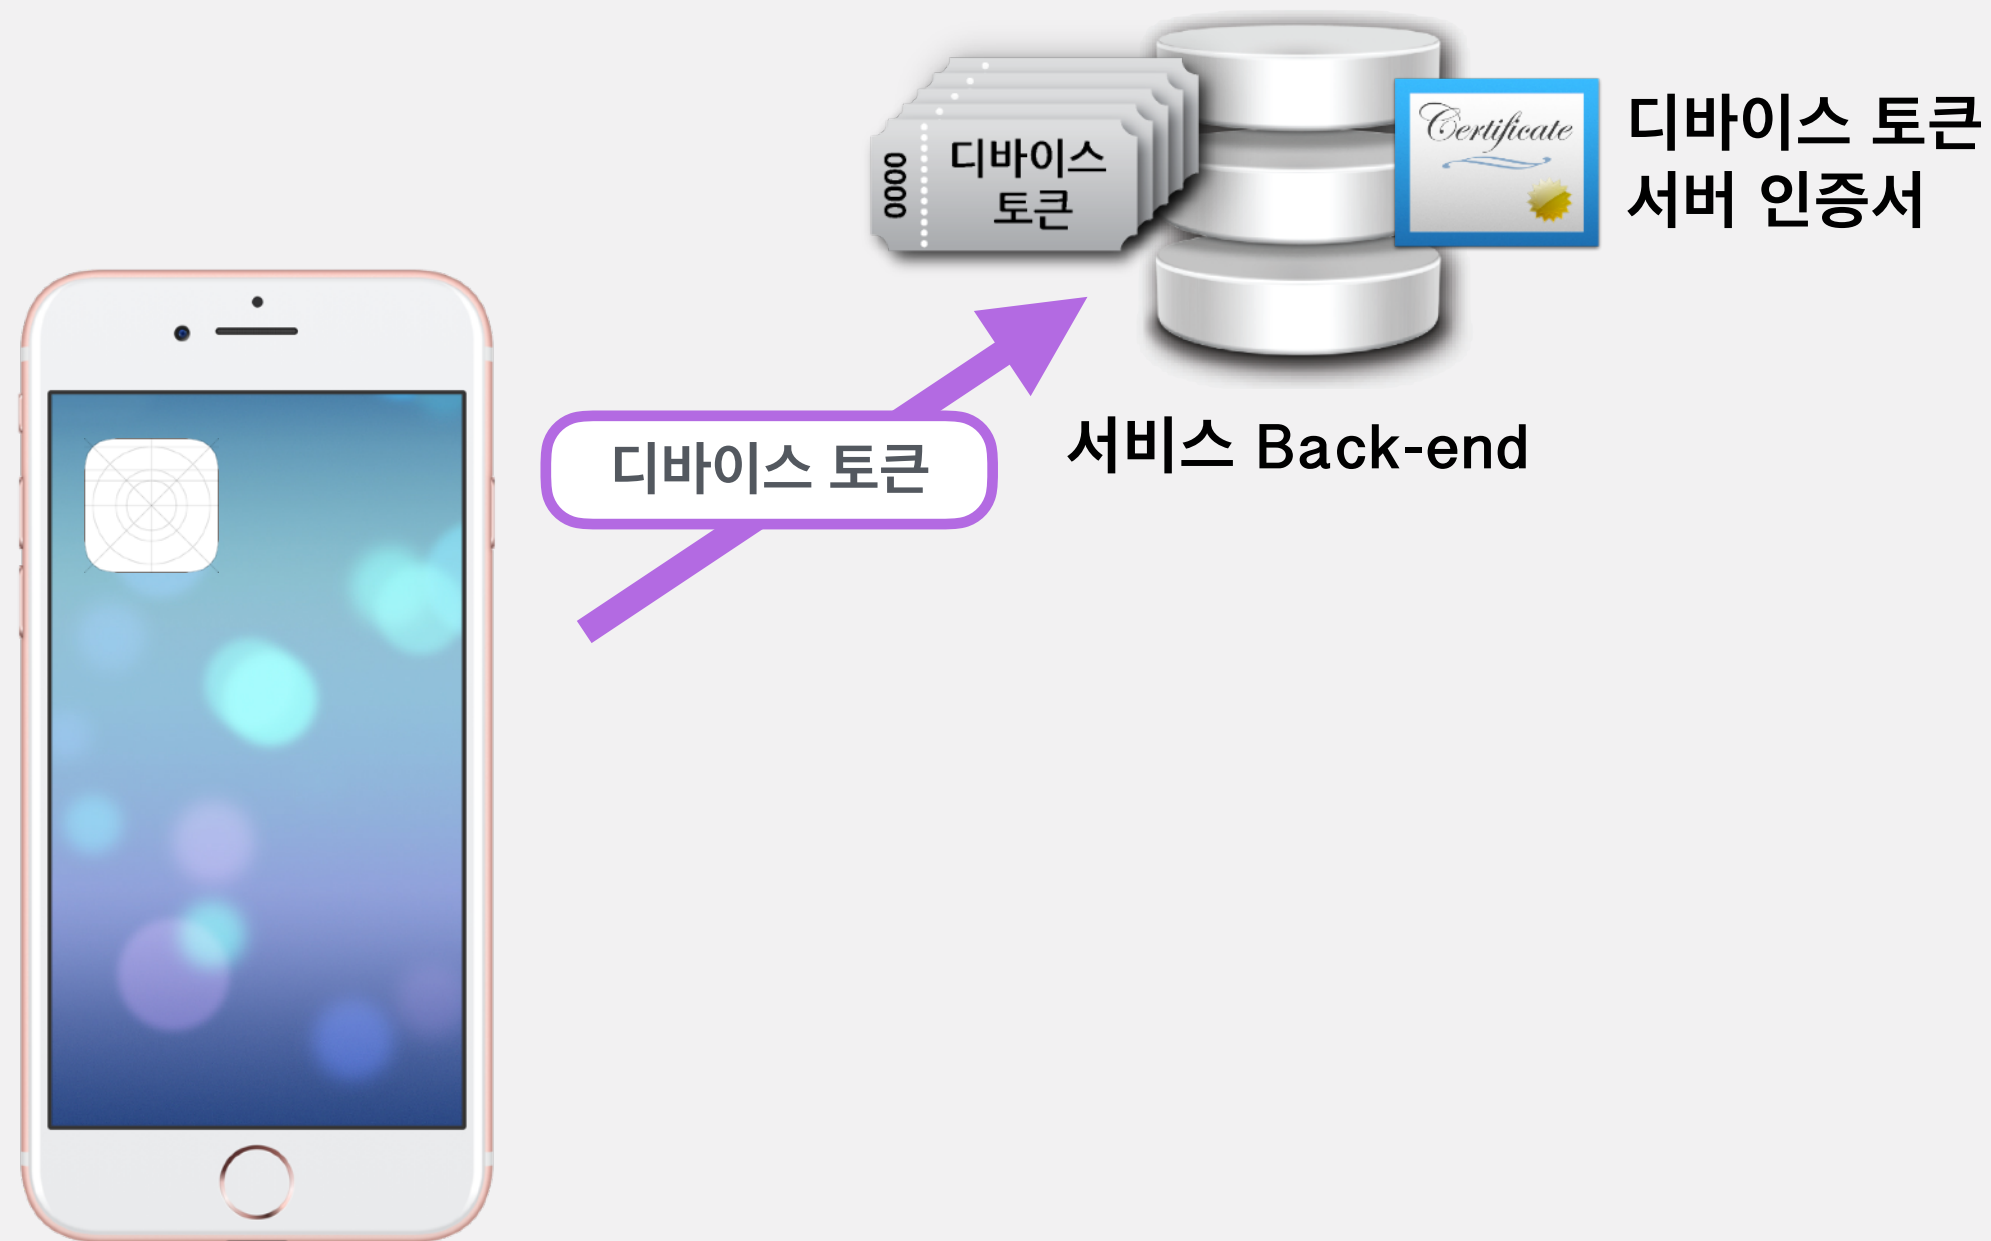 디바이스
토큰
0000
Certificate
디바이스 토큰
서버 인증서
디바이스 토큰
서비스 Back-end